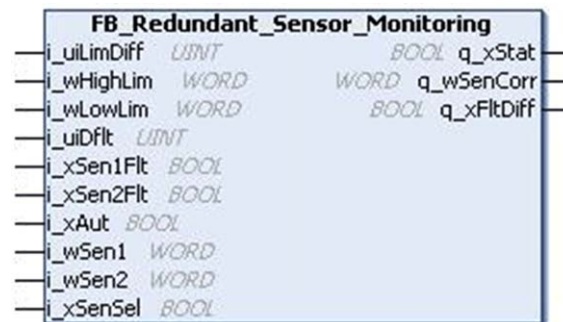 FB_Redundant_Sensor_Monitoring
i_uiLimDiff UINT BOOL q_xStat
i_wHighLim WORD WORD q_wSenCorr
i_wLowLim WORD BOOL q_xFltDiff
i_uiDflt UINT
i_xSen1Flt BOOL
i_xSen2Flt BOOL
i_xAut BOOL
i_wSen1 WORD
i_wSen2 WORD
i_xSenSel BOOL